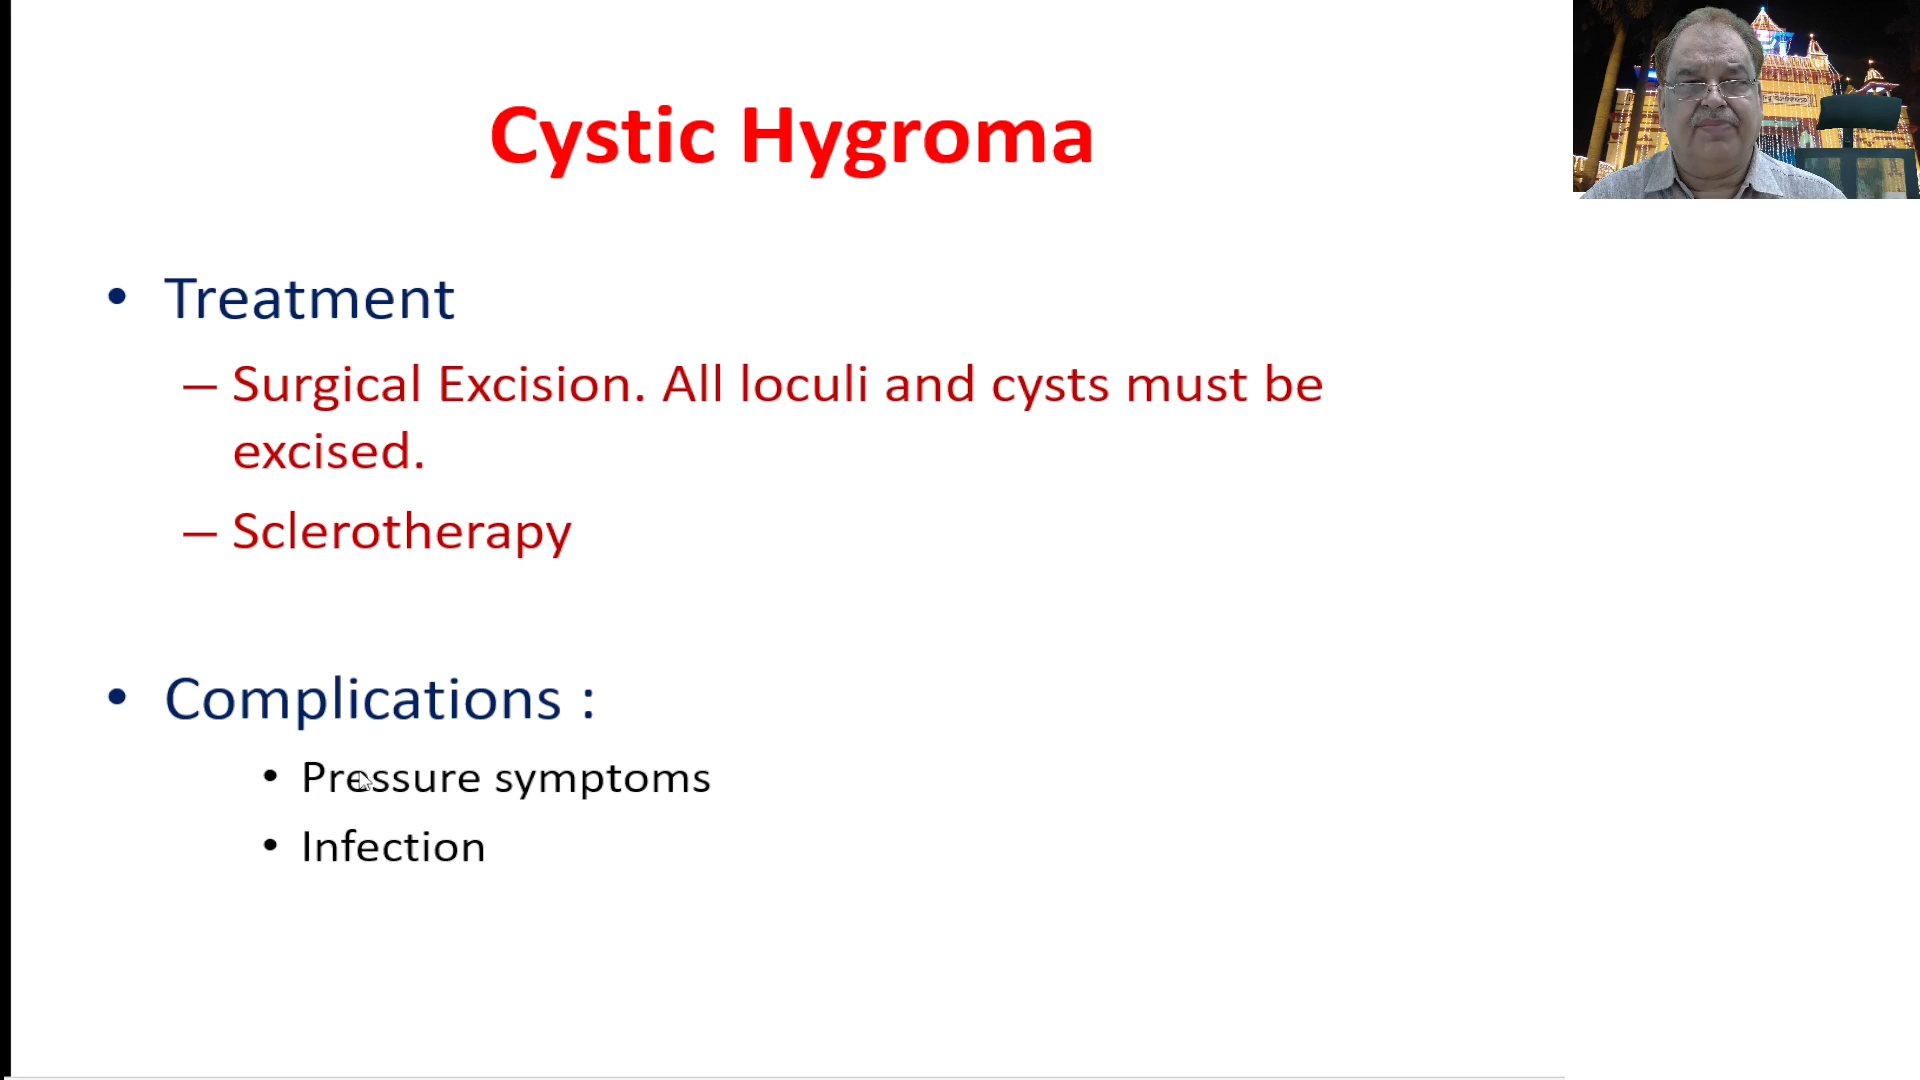 Cystic Hygroma
• Treatment
– Surgical Excision. All loculi and cysts must be
excised.
– Sclerotherapy
• Complications :
• Pressure symptoms
• Infection